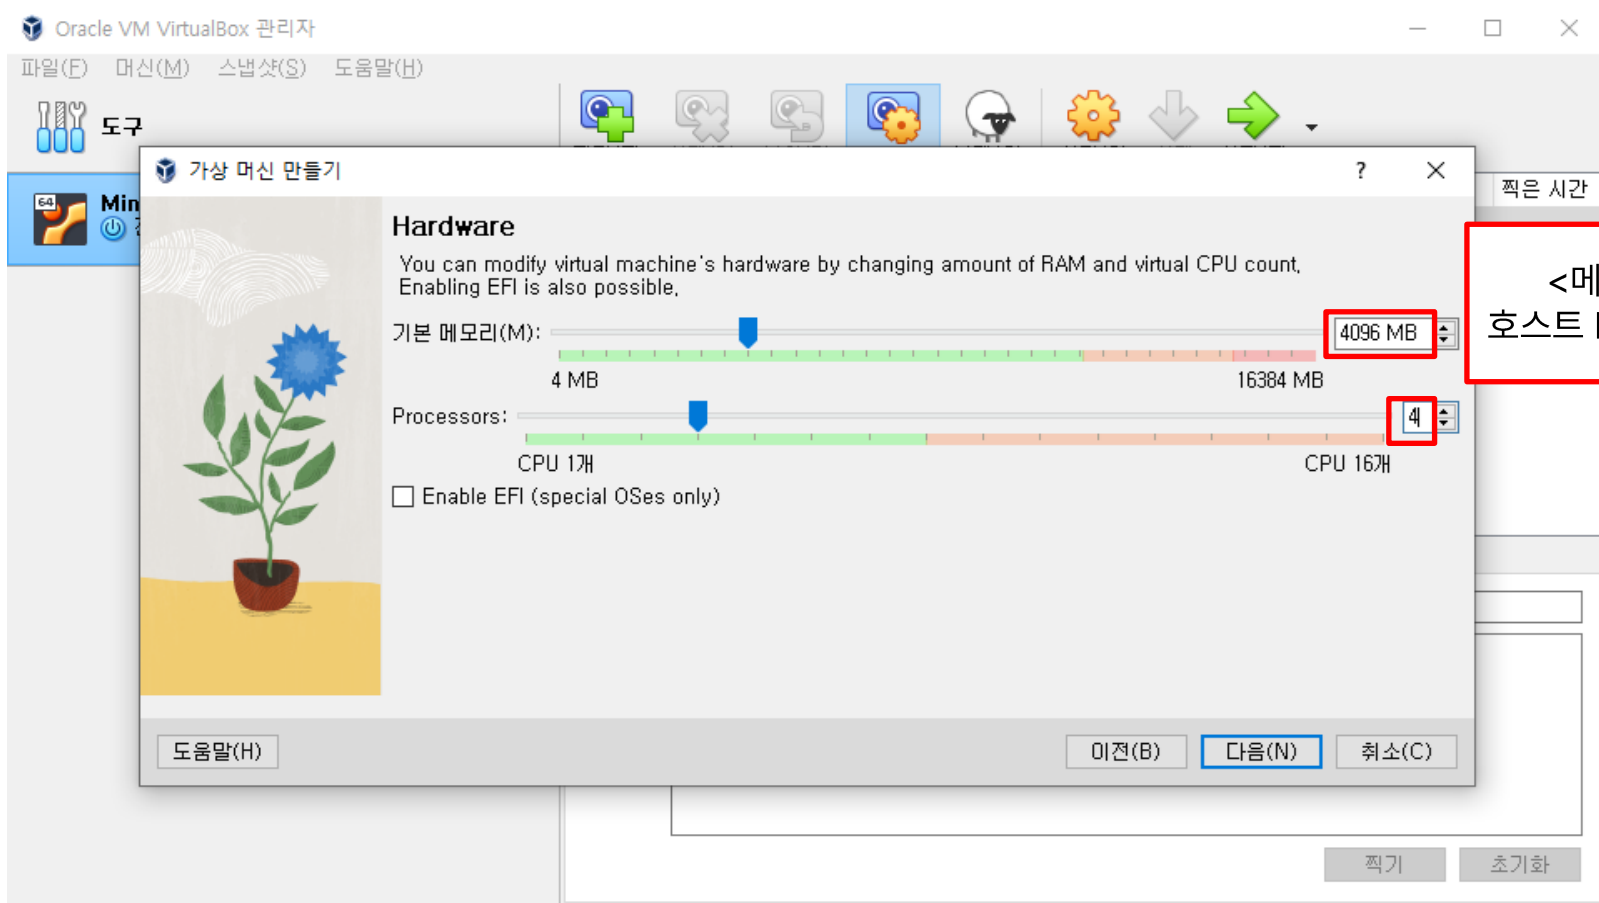 Oracle VM VirtualBox 관리자
파일(F) 머신(M) 스냅샷(S) 도움말(H)
도구
가상 머신 만들기
?
찍은 시간
64
Min
Hardware
You can modify virtual machine's hardware by changing amount of RAM and virtual CPU count,
Enabling EFI is also possible,
<메
호스트
기본 메모리(M):
4096 MB
4 MB
16384 MB
Processors:
4
CPU 1개
CPU 16개
Enable EFI (special OSes only)
도움말(H)
이전(B)
다음(N)
취소(C)
찍기
초기화